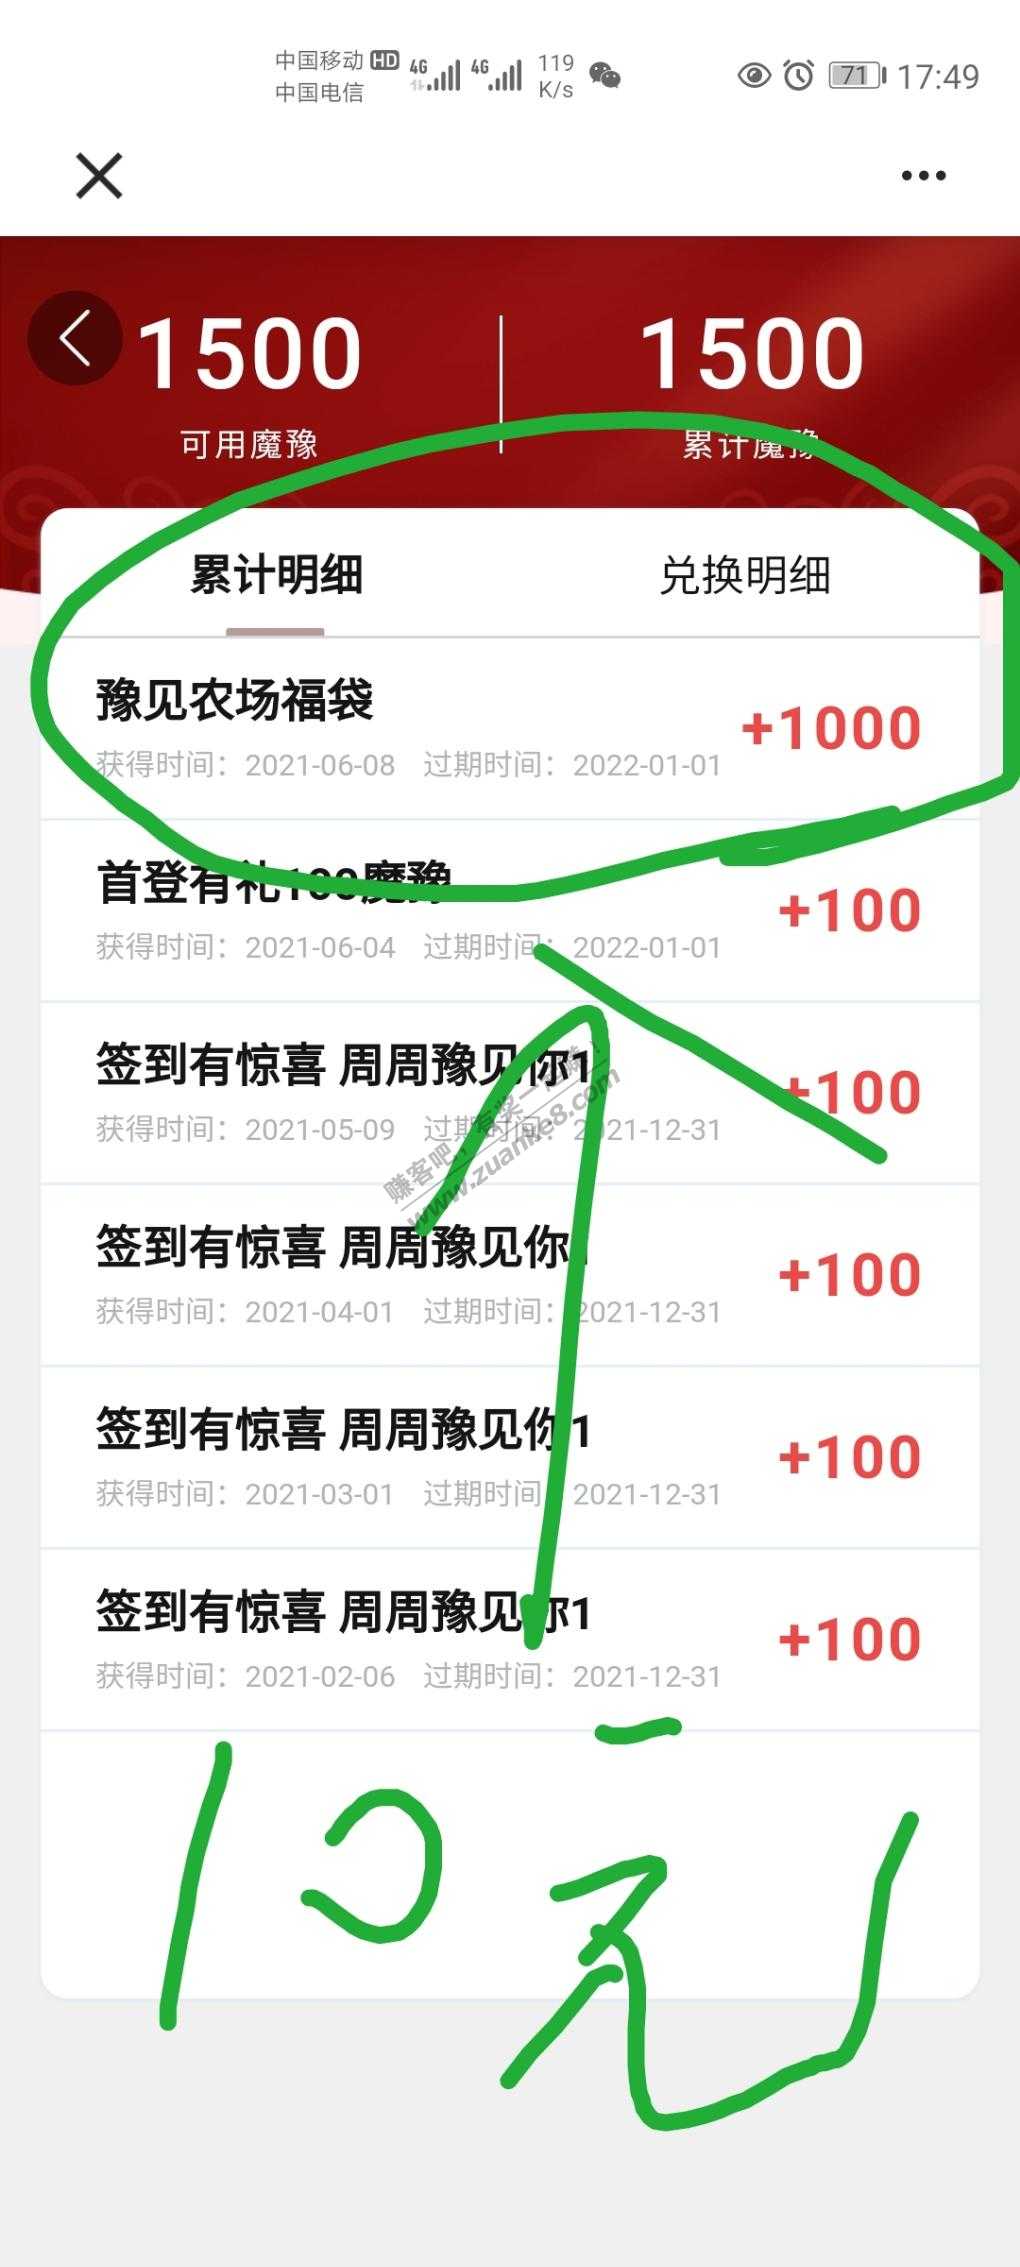 中国移动 HD 4G 4G 119 K/s 71 17:49
中国电信
1500 1500
可用魔豫 累计魔豫
累计明细 兑换明细
豫见农场福袋
+1000
获得时间：2021-06-08 过期时间：2022-01-01
首登有礼100魔豫
+100
获得时间：2021-06-04 过期时间：2022-01-01
签到有惊喜 周周豫见你1
+100
获得时间：2021-05-09 过期时间：2021-12-31
赚客吧，有奖一起赚！
www.zuanke8.com
签到有惊喜 周周豫见你1
+100
获得时间：2021-04-01 过期时间：2021-12-31
签到有惊喜 周周豫见你1
+100
获得时间：2021-03-01 过期时间：2021-12-31
签到有惊喜 周周豫见你1
+100
获得时间：2021-02-06 过期时间：2021-12-31
10元